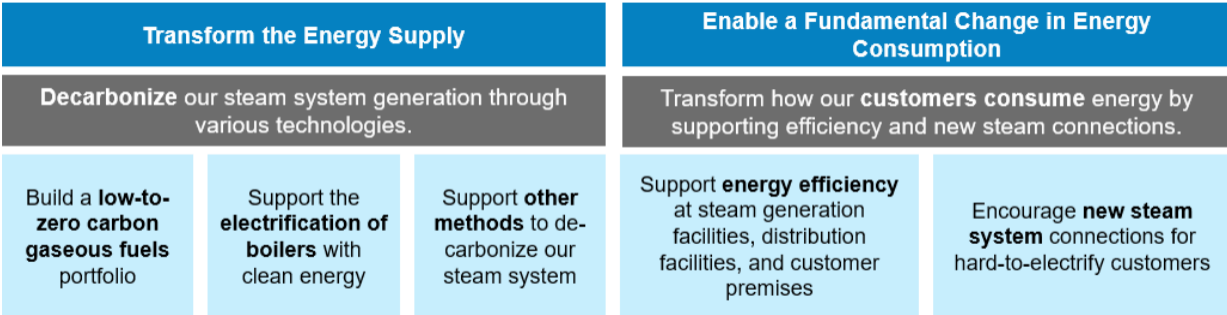 Transform the Energy Supply
Decarbonize our steam system generation through
various technologies.
Build a low-to-
zero carbon
gaseous fuels
portfolio
Support the
electrification of
boilers with
clean energy
Support other
methods to de-
carbonize our
steam system
Enable a Fundamental Change in Energy
Consumption
Transform how our customers consume energy by
supporting efficiency and new steam connections.
Support energy efficiency
at steam generation
facilities, distribution
facilities, and customer
premises
Encourage new steam
system connections for
hard-to-electrify customers